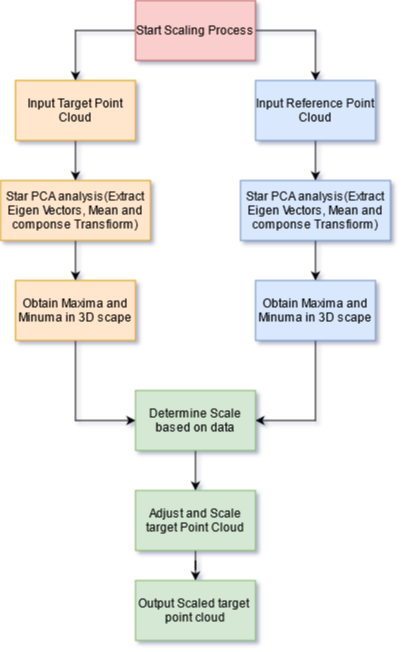 Start Scaling Process
Input Target Point
Cloud
Input Reference Point
Cloud
Star PCA analysis(Extract
Eigen Vectors, Mean and
componse Transform)
Star PCA analysis(Extract
Eigen Vectors, Mean and
componse Transform)
Obtain Maxima and
Minuma in 3D scape
Obtain Maxima and
Minuma in 3D scape
Determine Scale
based on data
Adjust and Scale
target Point Cloud
Output Scaled target
point cloud